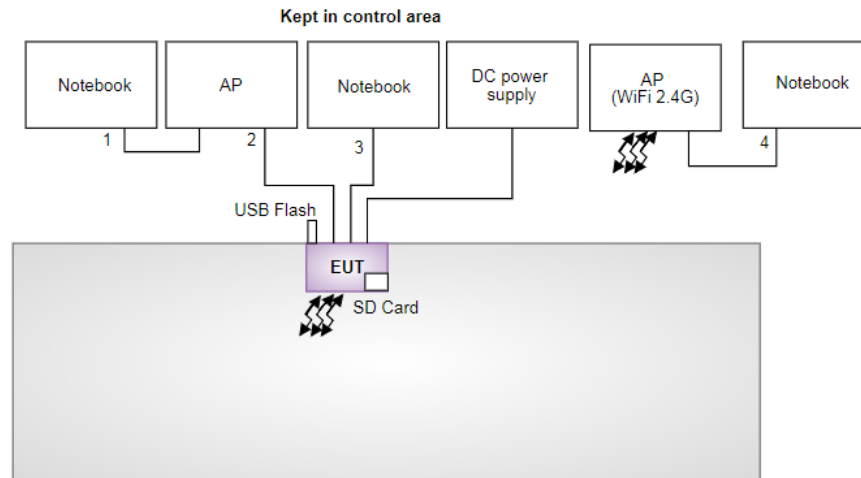 Kept in control area
Notebook
AP
Notebook
DC power
supply
AP
(WiFi 2.4G)
Notebook
1
2
3
4
USB Flash
EUT
SD Card